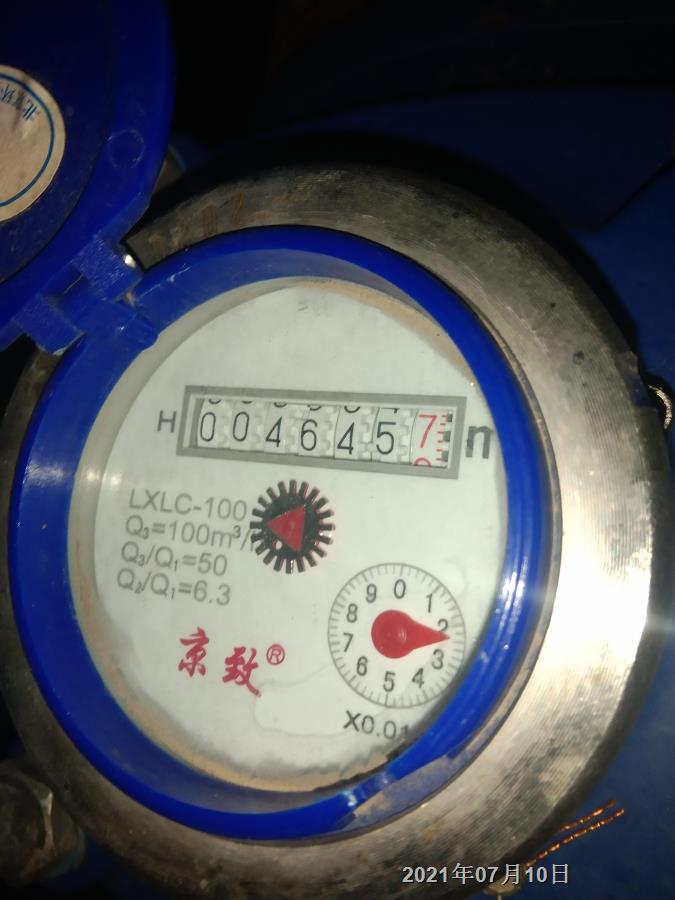 H 0046457 m
LXLC-100
Q₃=100m³/
Q₃/Q₁=50
Q₂/Q₁=6.3
0 1 2 3 4 5 6 7 8 9
京致®
X0.01
2021年07月10日